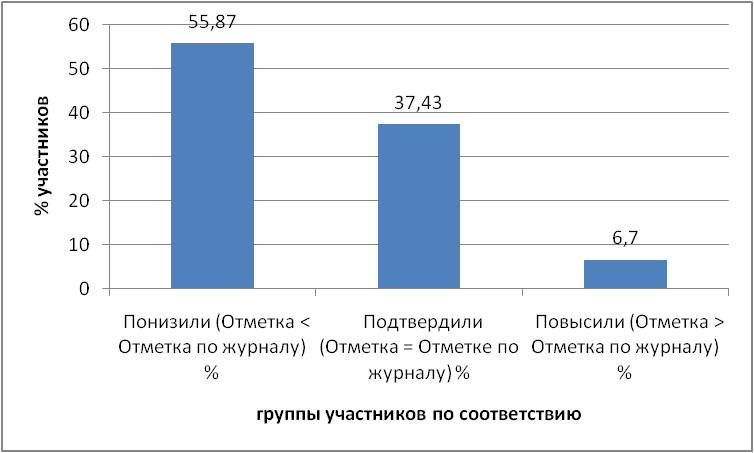 60
50
40
30
20
10
0
% участников
55,87
37,43
6,7
Понизили (Отметка <
Отметка по журналу)
%
Подтвердили
(Отметка = Отметке по
журналу) %
Повысили (Отметка >
Отметка по журналу)
%
группы участников по соответствию